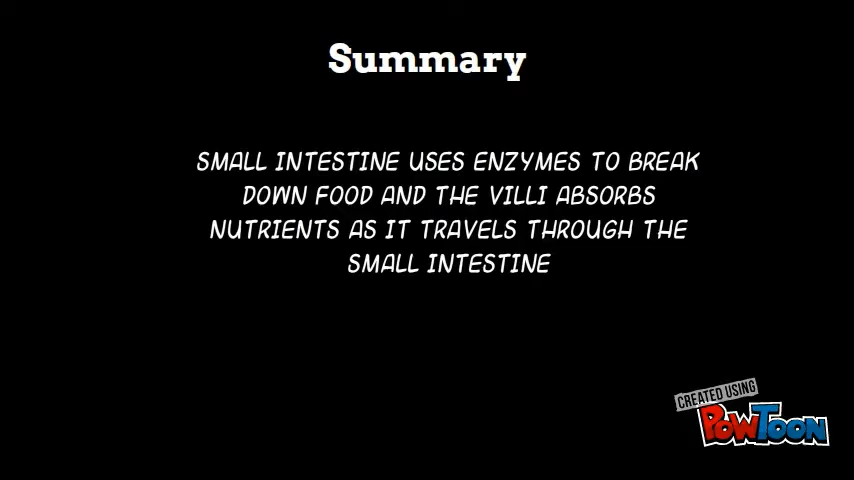 Summary
SMALL INTESTINE USES ENZYMES TO BREAK
DOWN FOOD AND THE VILLI ABSORBS
NUTRIENTS AS IT TRAVELS THROUGH THE
SMALL INTESTINE
CREATED USING
POWTOON